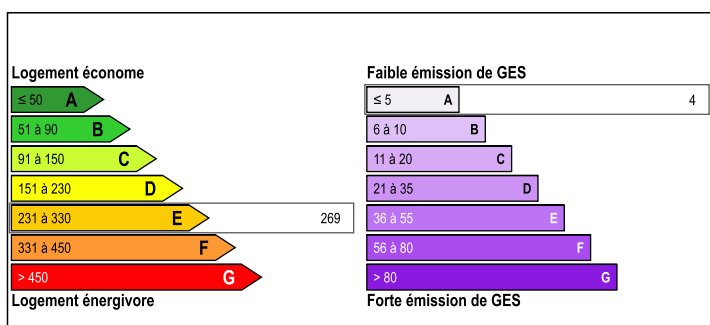 Logement économe
≤ 50 A
51 à 90 B
91 à 150 C
151 à 230 D
231 à 330 E 269
331 à 450 F
> 450 G
Logement énergivore
Faible émission de GES
≤ 5 A 4
6 à 10 B
11 à 20 C
21 à 35 D
36 à 55 E
56 à 80 F
> 80 G
Forte émission de GES